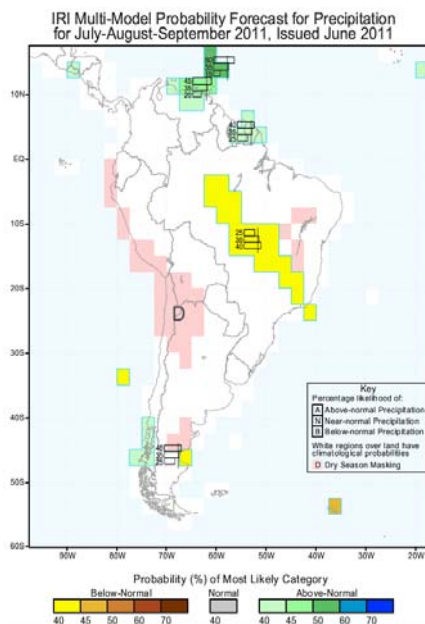 IRI Multi-Model Probability Forecast for Precipitation
for July-August-September 2011, Issued June 2011
10N
EQ
10S
20S
30S
40S
50S
60S
D
Key
Percentage likelihood of:
A Above-normal Precipitation
N Near-normal Precipitation
B Below-normal Precipitation
White regions over land have
climatological probabilities
D Dry Season Masking
90W 80W 70W 60W 50W 40W 30W 20W
Probability (%) of Most Likely Category
Below-Normal Normal Above-Normal
40 45 50 60 70 40 40 45 50 60 70